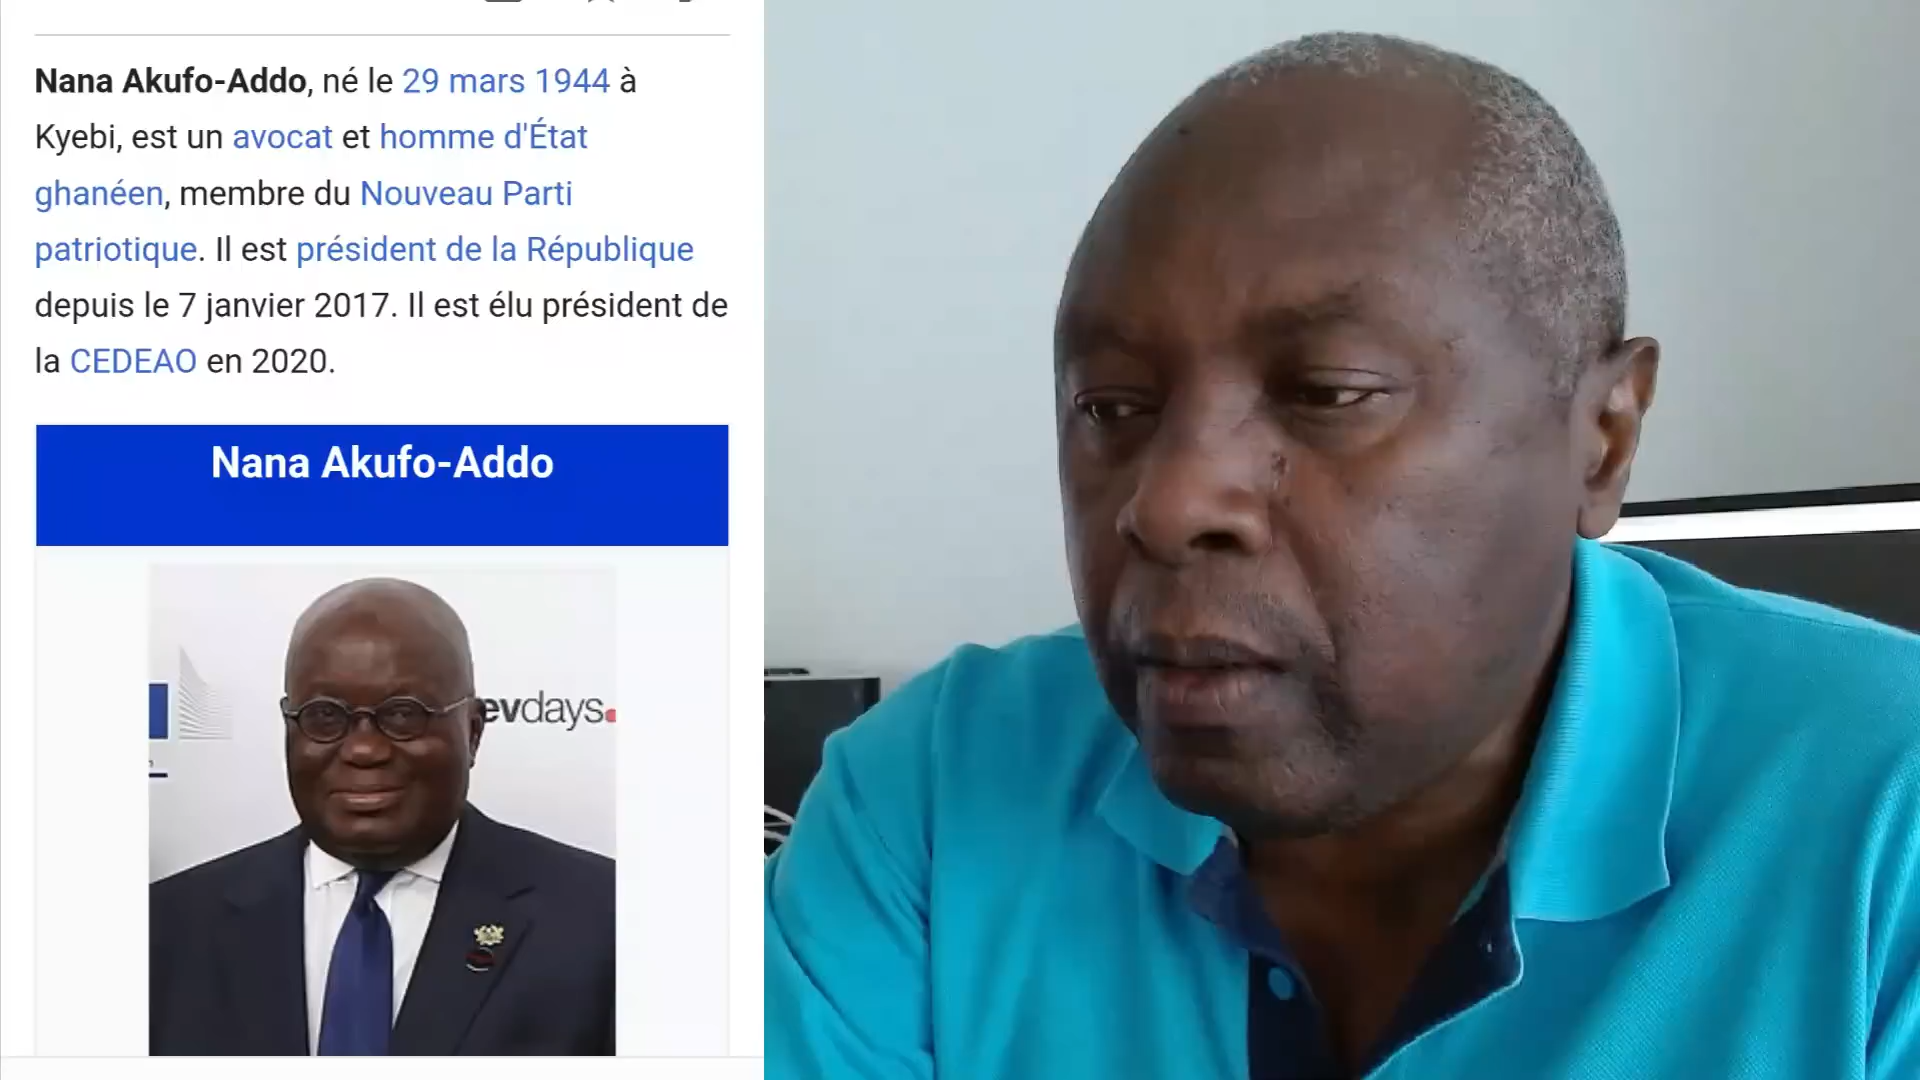 Nana Akufo-Addo, né le 29 mars 1944 à
Kyebi, est un avocat et homme d'État
ghanéen, membre du Nouveau Parti
patriotique. Il est président de la République
depuis le 7 janvier 2017. Il est élu président de
la CEDEAO en 2020.
Nana Akufo-Addo
evdays.